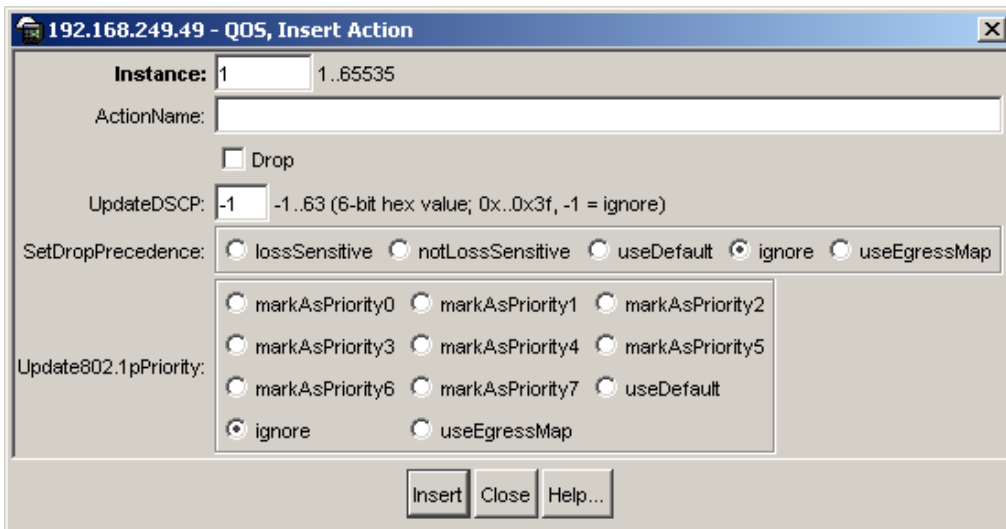 192.168.249.49 - QOS, Insert Action
Instance: 1 1..65535
ActionName:
Drop
UpdateDSCP: -1 -1..63 (6-bit hex value; 0x..0x3f, -1 = ignore)
SetDropPrecedence: lossSensitive notLossSensitive useDefault ignore useEgressMap
markAsPriority0 markAsPriority1 markAsPriority2
markAsPriority3 markAsPriority4 markAsPriority5
Update802.1pPriority:
markAsPriority6 markAsPriority7 useDefault
ignore useEgressMap
Insert Close Help...